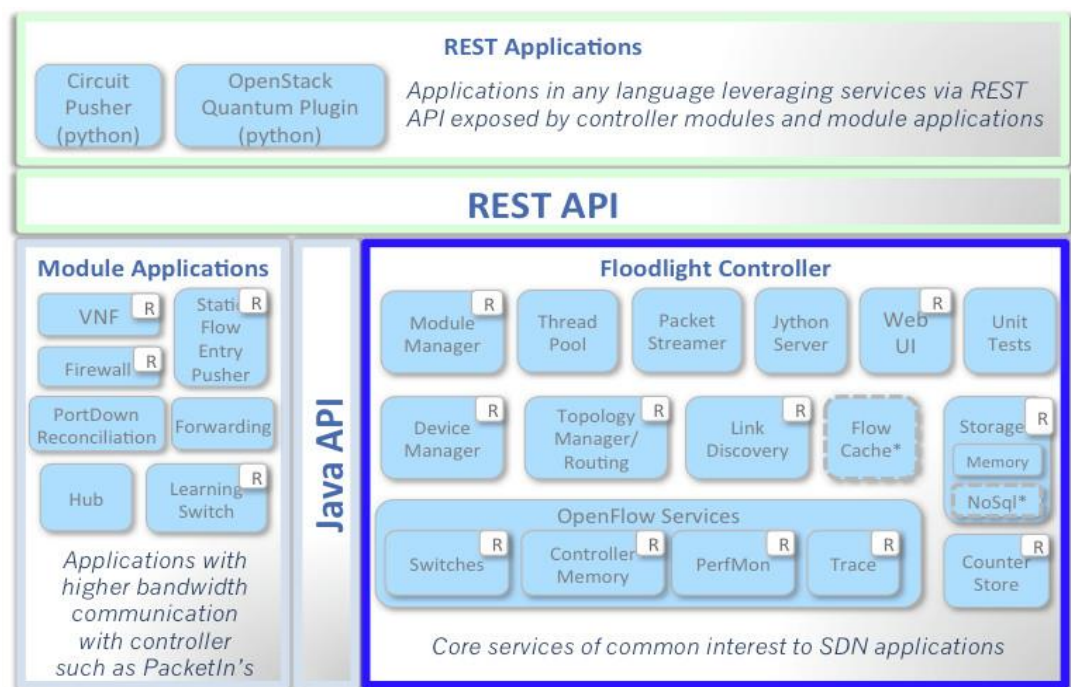 REST Applications
Circuit
Pusher
(python)
OpenStack
Quantum Plugin
(python)
Applications in any language leveraging services via REST
API exposed by controller modules and module applications
REST API
Module Applications
VNF
R
Static
Flow
Entry
Pusher
R
Firewall
R
PortDown
Reconciliation
Forwarding
Hub
Learning
Switch
R
Applications with
higher bandwidth
communication
with controller
such as PacketIn's
Java API
Floodlight Controller
Module
Manager
R
Thread
Pool
Packet
Streamer
Jython
Server
Web
UI
R
Unit
Tests
Device
Manager
R
Topology
Manager/
Routing
R
Link
Discovery
R
Flow
Cache*
Storage
R
Memory
NoSql*
OpenFlow Services
Switches
R
Controller
Memory
R
PerfMon
R
Trace
R
Counter
Store
R
Core services of common interest to SDN applications